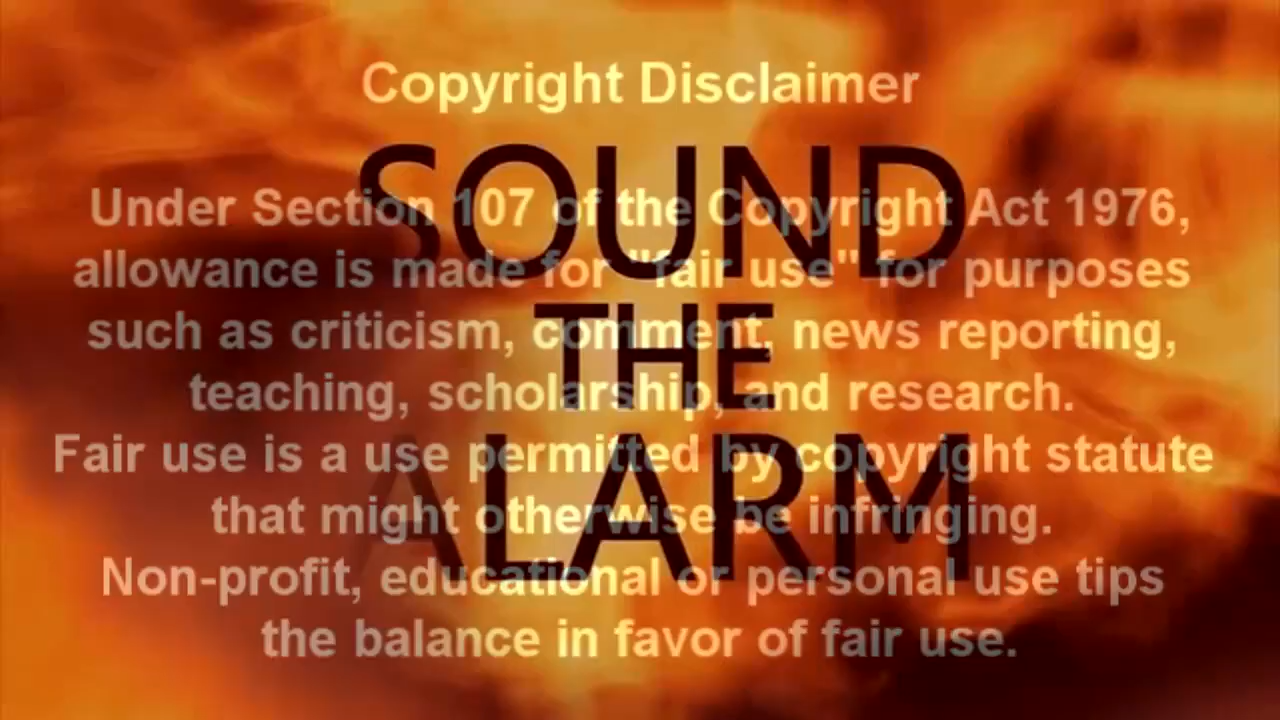 Copyright Disclaimer
SOUND
Under Section 107 of the Copyright Act 1976,
allowance is made for "fair use" for purposes
such as criticism, comment, news reporting,
THE
teaching, scholarship, and research.
Fair use is a use permitted by copyright statute
ALARM
that might otherwise be infringing.
Non-profit, educational or personal use tips
the balance in favor of fair use.